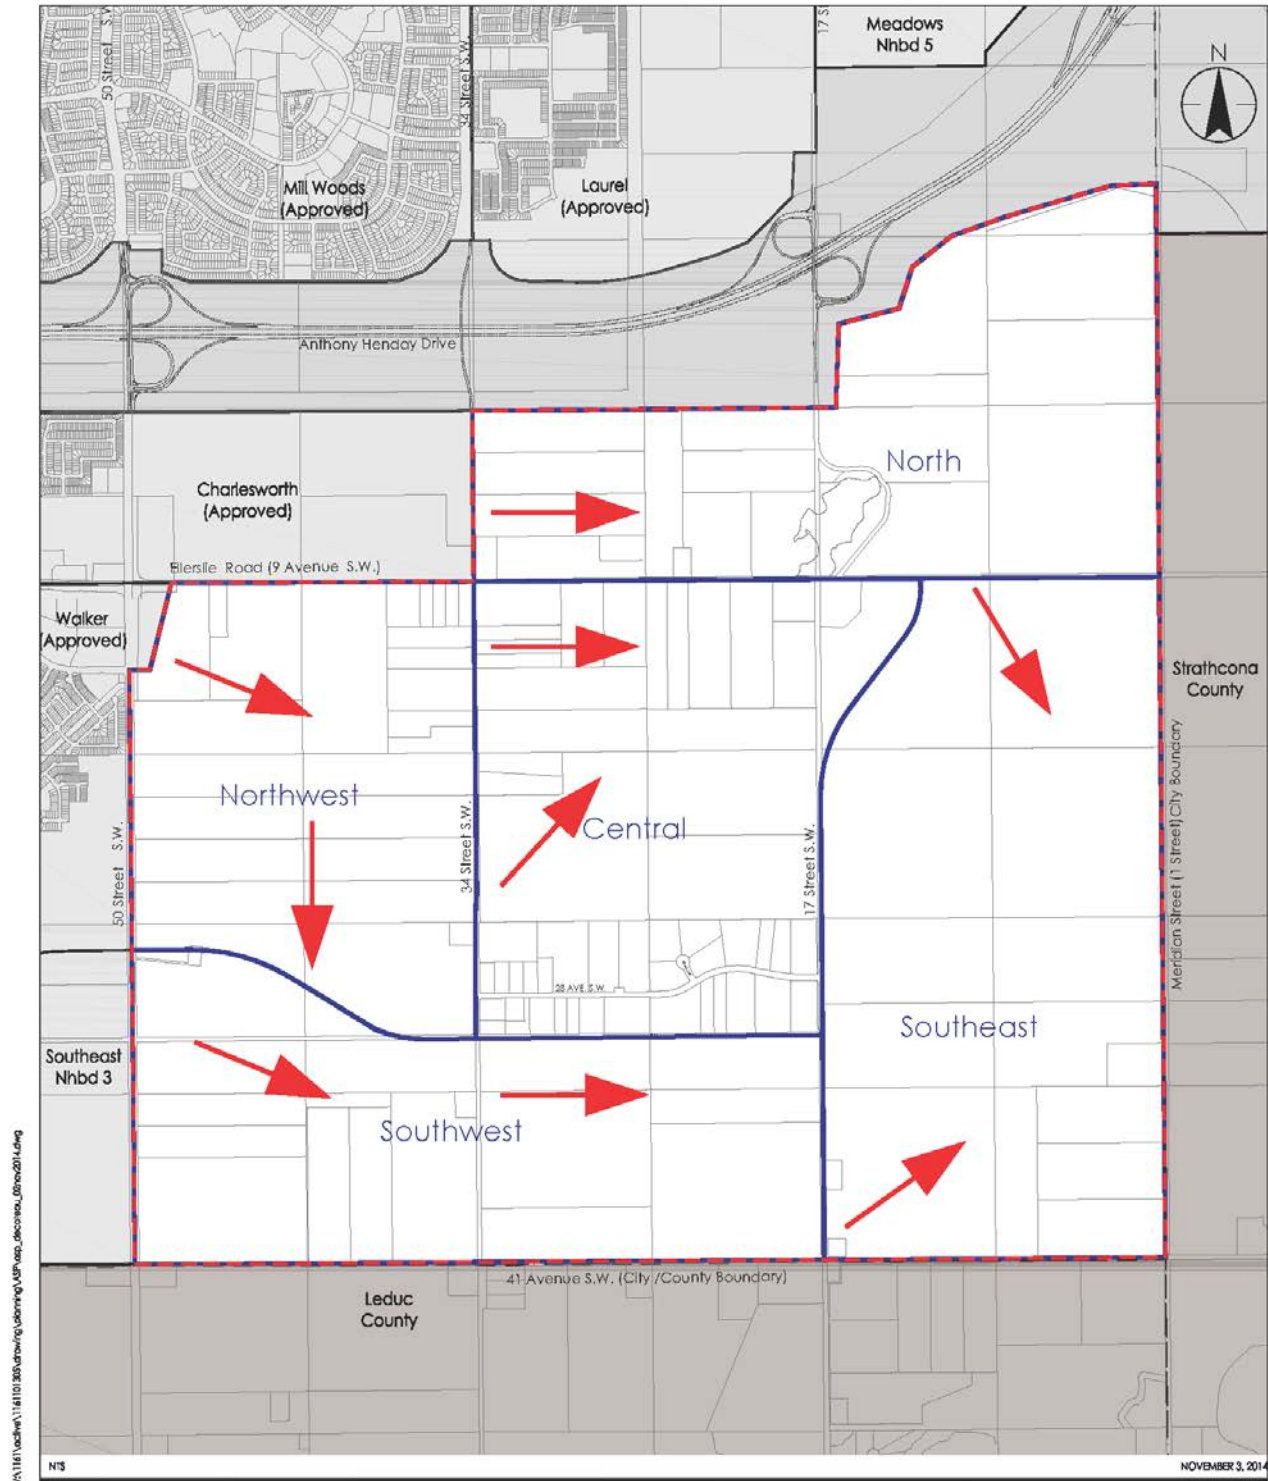 50 Street S.W.
34 Street S.W.
17 S
Meadows
Nhbd 5
N
Mill Woods
(Approved)
Laurel
(Approved)
Anthony Henday Drive
North
Charlesworth
(Approved)
Ellerslie Road (9 Avenue S.W.)
Walker
(Approved)
Strathcona
County
Northwest
Central
50 Street S.W.
34 Street S.W.
17 Street S.W.
Meridian Street (1 Street) City Boundary
28 AVE. S.W.
Southeast
Southeast
Nhbd 3
Southwest
41 Avenue S.W. (City /County Boundary)
Leduc
County
NTS
NOVEMBER 3, 2014